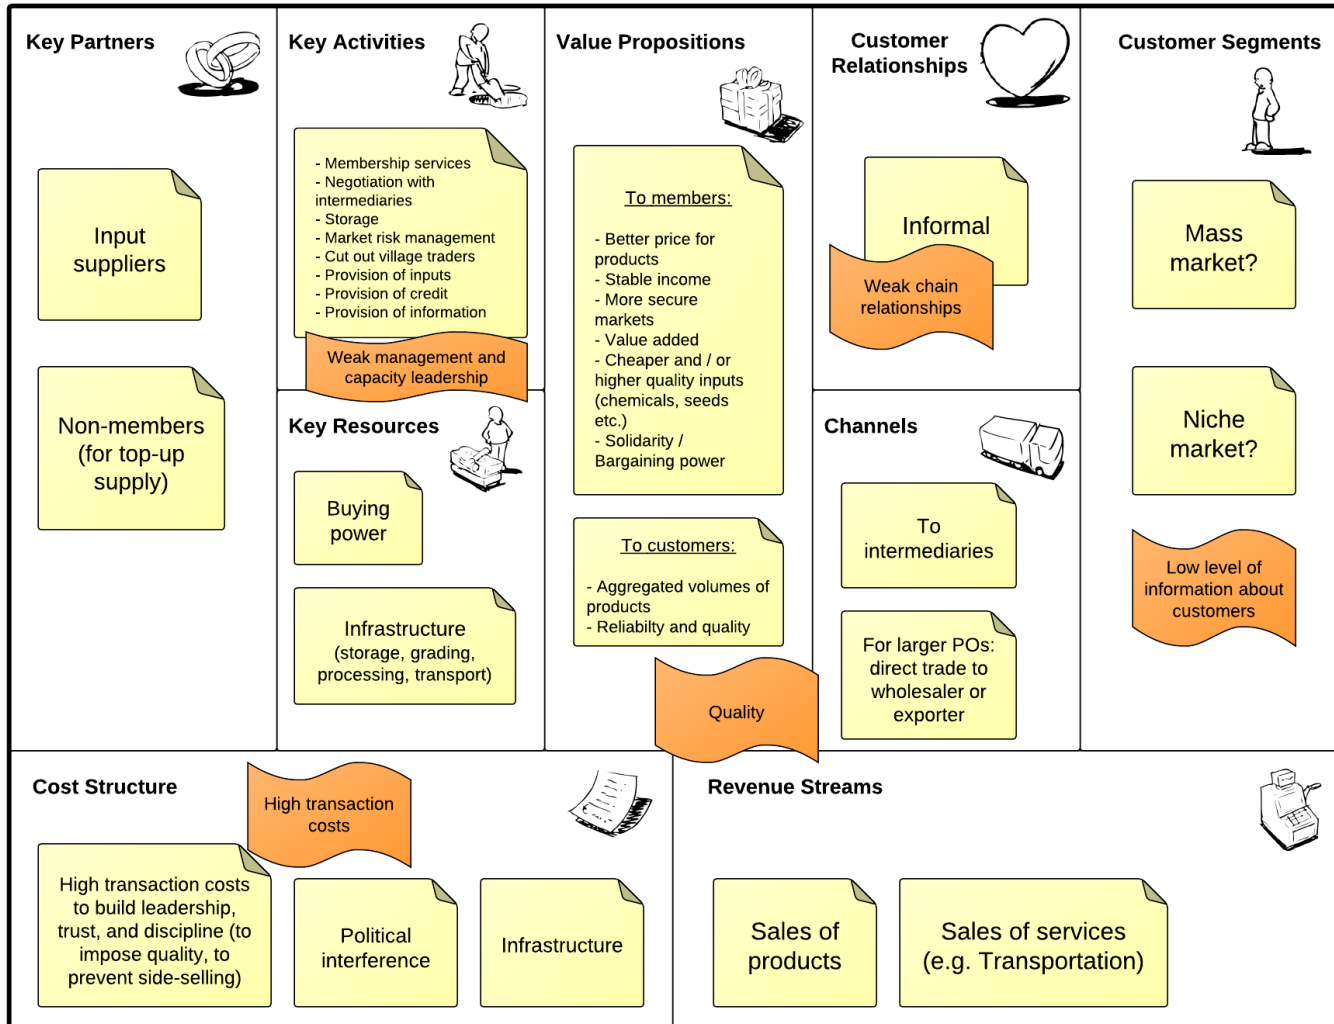 Key Partners
Input
suppliers
Non-members
(for top-up
supply)
Key Activities
- Membership services
- Negotiation with
intermediaries
- Storage
- Market risk management
- Cut out village traders
- Provision of inputs
- Provision of credit
- Provision of information
Weak management and
capacity leadership
Key Resources
Buying
power
Infrastructure
(storage, grading,
processing, transport)
Value Propositions
To members:
- Better price for
products
- Stable income
- More secure
markets
- Value added
- Cheaper and / or
higher quality inputs
(chemicals, seeds
etc.)
- Solidarity /
Bargaining power
To customers:
- Aggregated volumes of
products
- Reliabilty and quality
Quality
Customer
Relationships
Informal
Weak chain
relationships
Channels
To
intermediaries
For larger POs:
direct trade to
wholesaler or
exporter
Customer Segments
Mass
market?
Niche
market?
Low level of
information about
customers
Cost Structure
High transaction
costs
High transaction costs
to build leadership,
trust, and discipline (to
impose quality, to
prevent side-selling)
Political
interference
Infrastructure
Revenue Streams
Sales of
products
Sales of services
(e.g. Transportation)